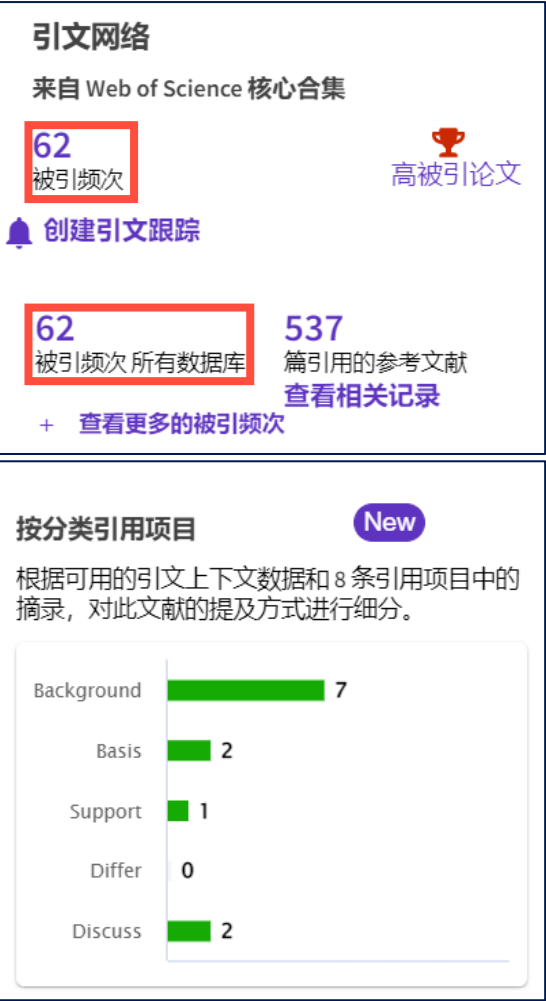 引文网络
来自 Web of Science 核心合集
62
被引频次
高被引论文
创建引文跟踪
62
被引频次 所有数据库
537
篇引用的参考文献
查看相关记录
+ 查看更多的被引频次
按分类引用项目
New
根据可用的引文上下文数据和 8 条引用项目中的
摘录，对此文献的提及方式进行细分。
Background 7
Basis 2
Support 1
Differ 0
Discuss 2